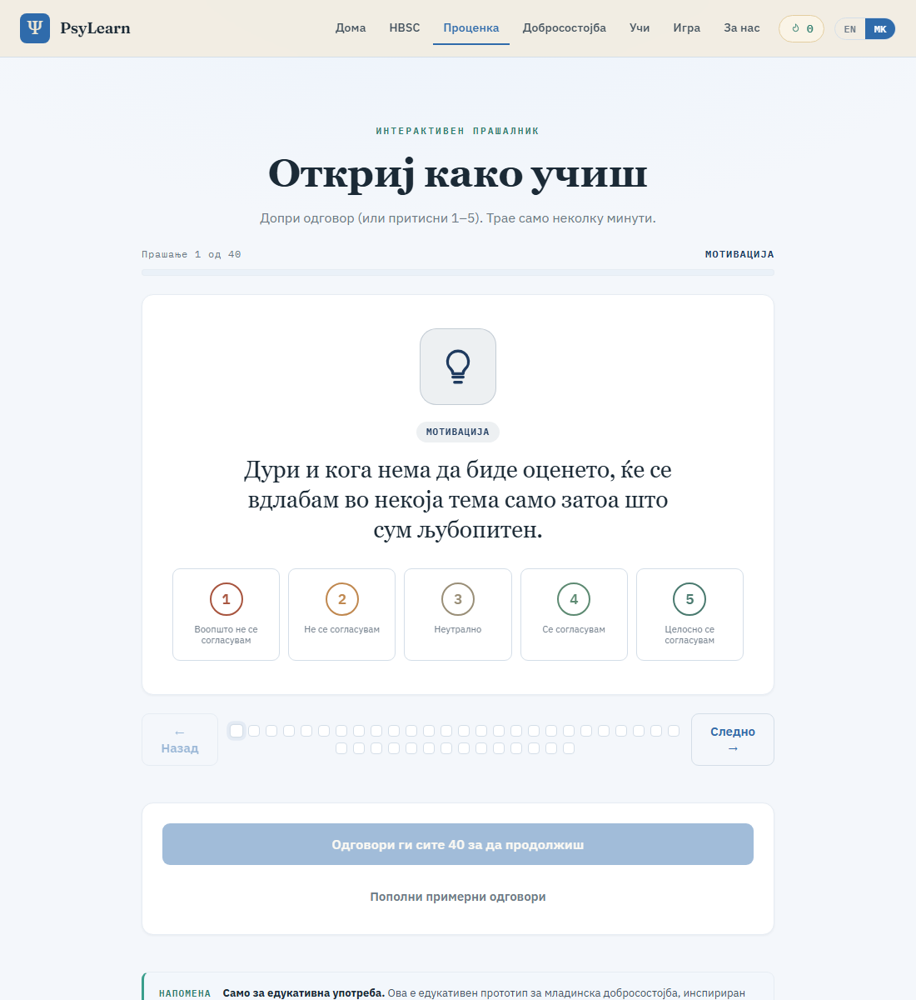 Ψ PsyLearn
Дома HBSC Проценка Добросостојба Учи Игра За нас 0 EN МК
ИНТЕРАКТИВЕН ПРАШАЛНИК
Откриј како учиш
Допри одговор (или притисни 1–5). Трае само неколку минути.
Прашање 1 од 40 МОТИВАЦИЈА
МОТИВАЦИЈА
Дури и кога нема да биде оценето, ќе се
вдлабам во некоја тема само затоа што
сум љубопитен.
1 2 3 4 5
Воопшто не се согласувам
Не се согласувам
Неутрално
Се согласувам
Целосно се согласувам
← Назад
Следно →
Одговори ги сите 40 за да продолжиш
Пополни примерни одговори
НАПОМЕНА Само за едукативна употреба. Ова е едукативен прототип за младинска добросостојба, инспириран